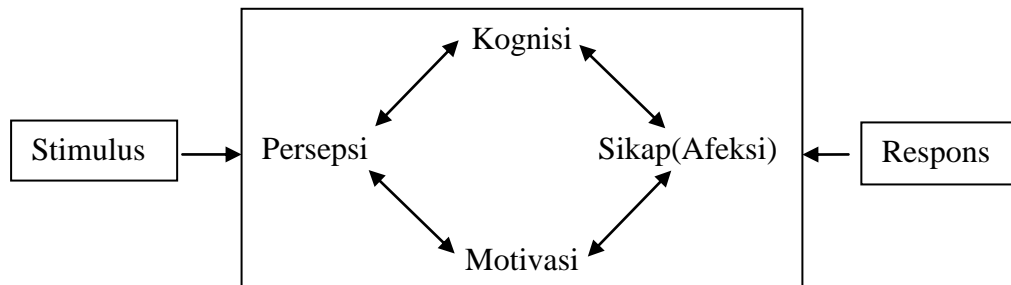 Kognisi
Stimulus
Persepsi
Sikap(Afeksi)
Respons
Motivasi